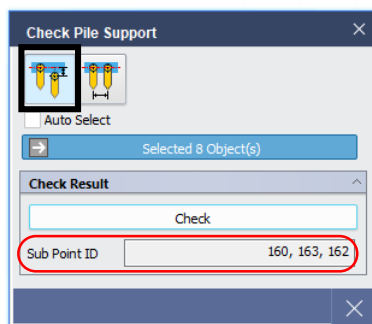 Check Pile Support
Auto Select
Selected 8 Object(s)
Check Result
Check
Sub Point ID 160, 163, 162